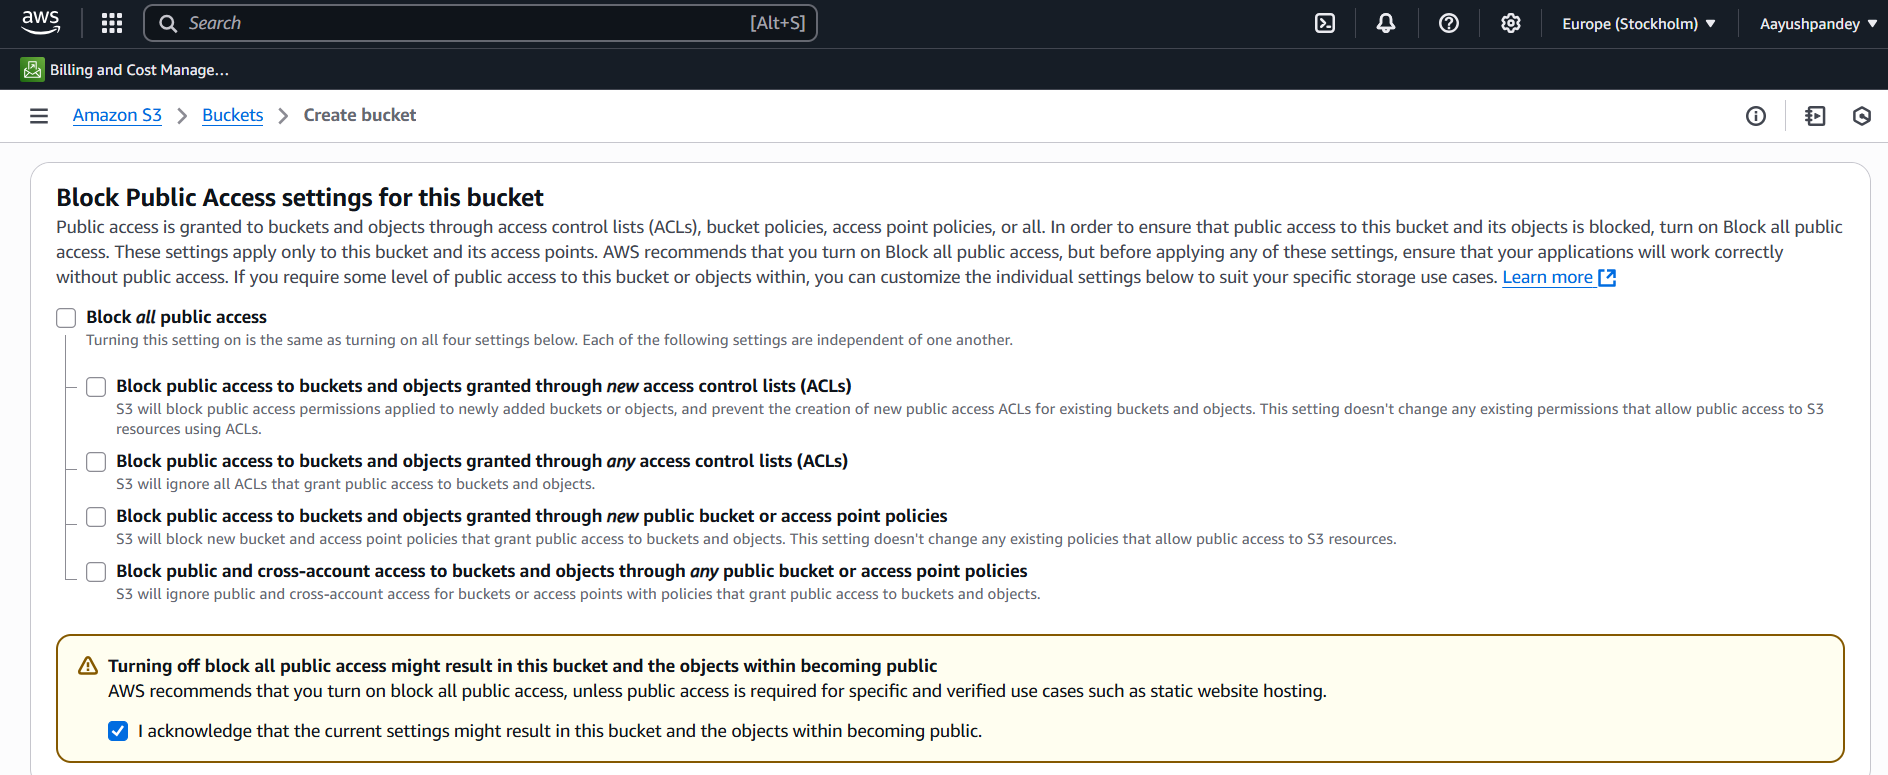 aws
Search [Alt+S]
Europe (Stockholm)
Aayushpandey
Billing and Cost Manage...
Amazon S3
Buckets
Create bucket
Block Public Access settings for this bucket
Public access is granted to buckets and objects through access control lists (ACLs), bucket policies, access point policies, or all. In order to ensure that public access to this bucket and its objects is blocked, turn on Block all public
access. These settings apply only to this bucket and its access points. AWS recommends that you turn on Block all public access, but before applying any of these settings, ensure that your applications will work correctly
without public access. If you require some level of public access to this bucket or objects within, you can customize the individual settings below to suit your specific storage use cases. Learn more
Block all public access
Turning this setting on is the same as turning on all four settings below. Each of the following settings are independent of one another.
Block public access to buckets and objects granted through new access control lists (ACLs)
S3 will block public access permissions applied to newly added buckets or objects, and prevent the creation of new public access ACLs for existing buckets and objects. This setting doesn't change any existing permissions that allow public access to S3
resources using ACLs.
Block public access to buckets and objects granted through any access control lists (ACLs)
S3 will ignore all ACLs that grant public access to buckets and objects.
Block public access to buckets and objects granted through new public bucket or access point policies
S3 will block new bucket and access point policies that grant public access to buckets and objects. This setting doesn't change any existing policies that allow public access to S3 resources.
Block public and cross-account access to buckets and objects through any public bucket or access point policies
S3 will ignore public and cross-account access for buckets or access points with policies that grant public access to buckets and objects.
Turning off block all public access might result in this bucket and the objects within becoming public
AWS recommends that you turn on block all public access, unless public access is required for specific and verified use cases such as static website hosting.
I acknowledge that the current settings might result in this bucket and the objects within becoming public.